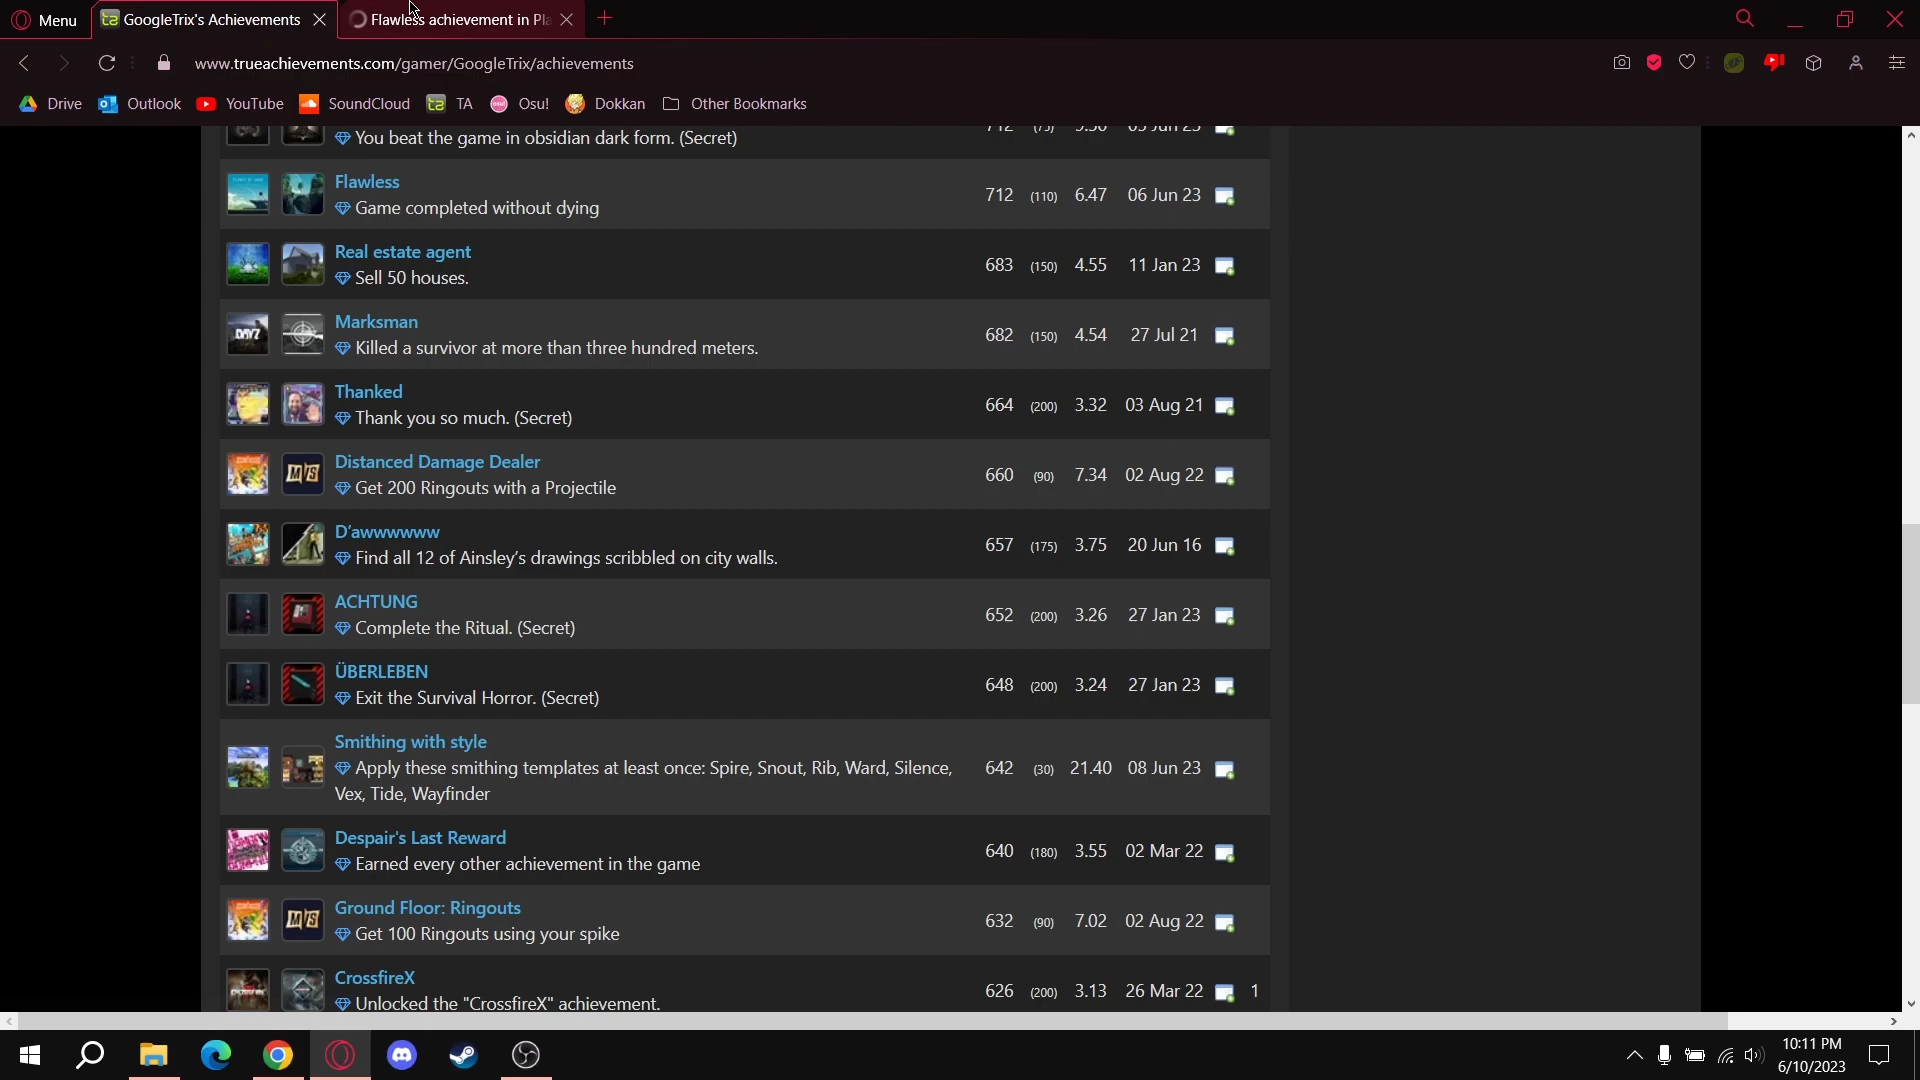 Menu
GoogleTrix's Achievements
Flawless achievement in Pla
www.trueachievements.com/gamer/GoogleTrix/achievements
Drive Outlook YouTube SoundCloud TA Osu! Dokkan Other Bookmarks
You beat the game in obsidian dark form. (Secret)
Flawless
Game completed without dying
712 (110) 6.47 06 Jun 23
Real estate agent
Sell 50 houses.
683 (150) 4.55 11 Jan 23
DAYZ
Marksman
Killed a survivor at more than three hundred meters.
682 (150) 4.54 27 Jul 21
Thanked
Thank you so much. (Secret)
664 (200) 3.32 03 Aug 21
M/S
Distanced Damage Dealer
Get 200 Ringouts with a Projectile
660 (90) 7.34 02 Aug 22
D'awwwwww
Find all 12 of Ainsley's drawings scribbled on city walls.
657 (175) 3.75 20 Jun 16
ACHTUNG
Complete the Ritual. (Secret)
652 (200) 3.26 27 Jan 23
ÜBERLEBEN
Exit the Survival Horror. (Secret)
648 (200) 3.24 27 Jan 23
Smithing with style
Apply these smithing templates at least once: Spire, Snout, Rib, Ward, Silence,
Vex, Tide, Wayfinder
642 (30) 21.40 08 Jun 23
Despair's Last Reward
Earned every other achievement in the game
640 (180) 3.55 02 Mar 22
M/S
Ground Floor: Ringouts
Get 100 Ringouts using your spike
632 (90) 7.02 02 Aug 22
CrossfireX
Unlocked the "CrossfireX" achievement.
626 (200) 3.13 26 Mar 22 1
10:11 PM
6/10/2023